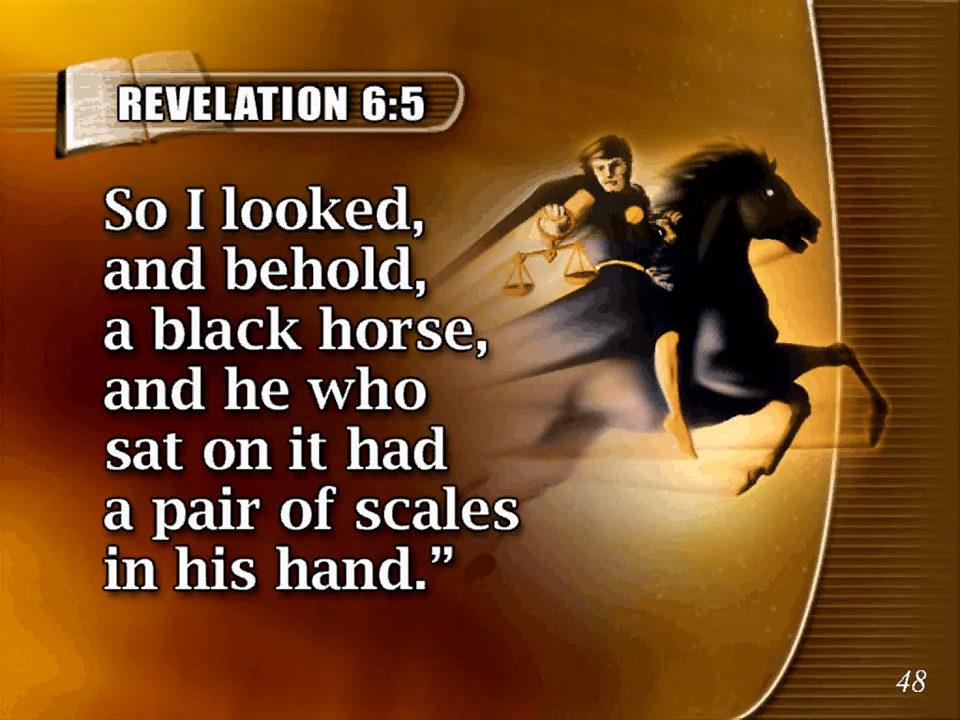 REVELATION 6:5
So I looked,
and behold,
a black horse,
and he who
sat on it had
a pair of scales
in his hand.”
48